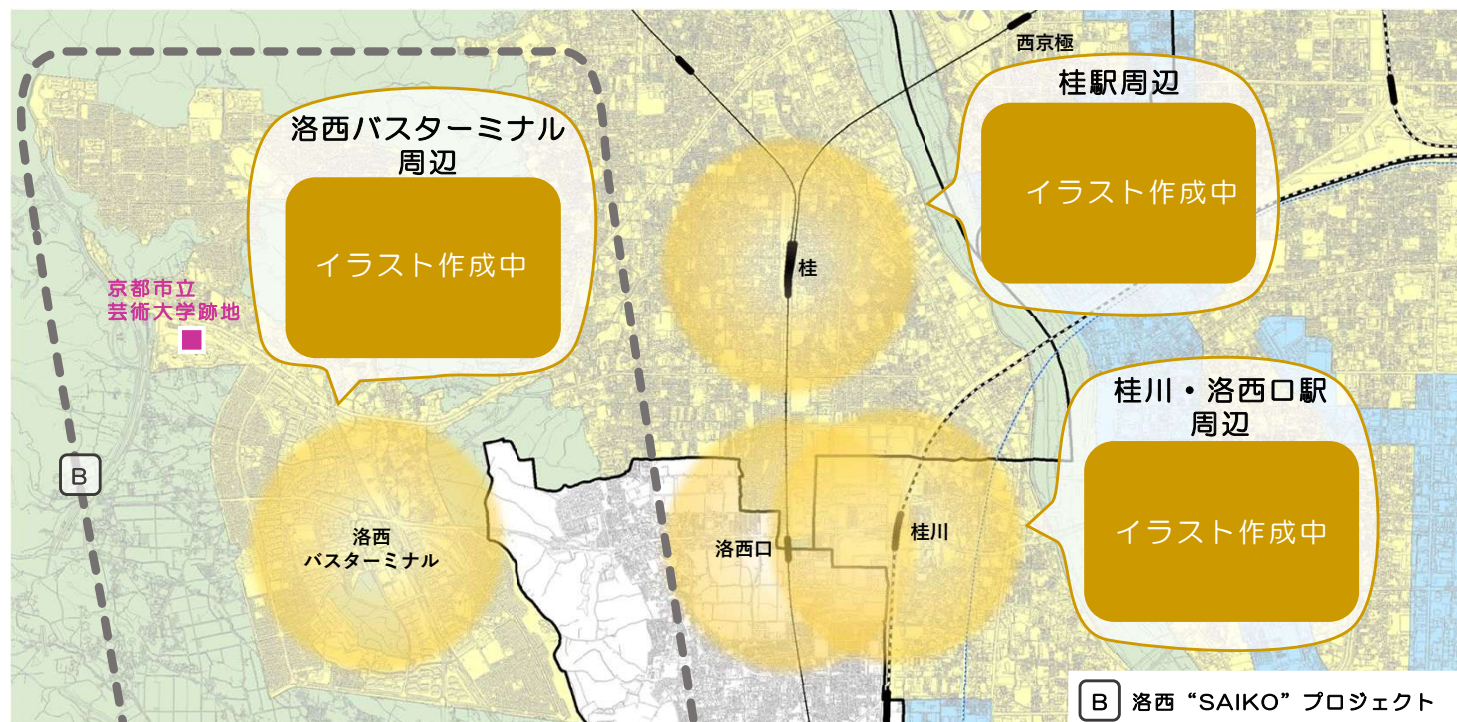 西京極
桂駅周辺
イラスト作成中
洛西バスターミナル
周辺
イラスト作成中
桂
京都市立
芸術大学跡地
桂川・洛西口駅
周辺
イラスト作成中
B
洛西
バスターミナル
洛西口
桂川
B 洛西“SAIKO”プロジェクト